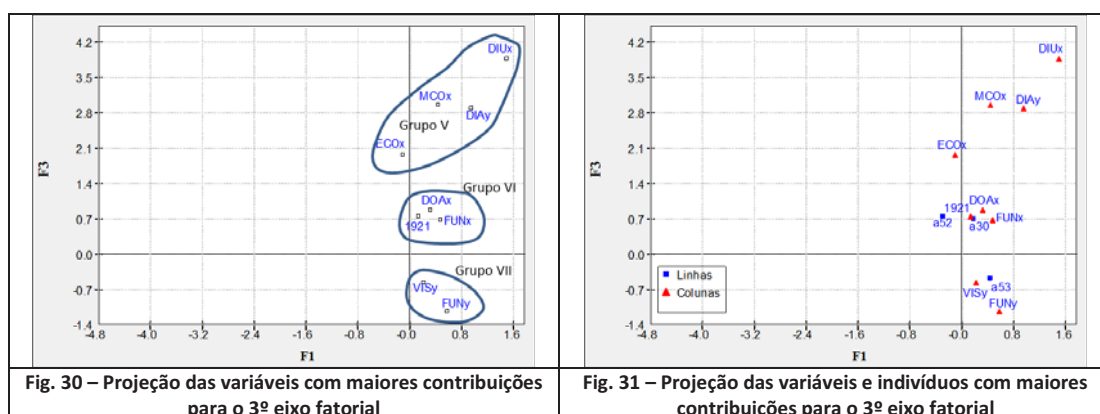 4.2
3.5
2.8
2.1
1.4
0.7
0.0
-0.7
-1.4
F3
DIUx
MCOx
DIAy
Grupo V
ECOx
Grupo VI
DOAx
1921
FUNx
Grupo VII
VISy
FUNy
-4.8 -4.0 -3.2 -2.4 -1.6 -0.8 -0.0 0.8 1.6
F1
Fig. 30 – Projeção das variáveis com maiores contribuições
para o 3º eixo fatorial
4.2
3.5
2.8
2.1
1.4
0.7
0.0
-0.7
-1.4
F3
DIUx
MCOx
DIAy
ECOx
DOAx
1921
FUNx
a52
a30
Linhas
Colunas
a53
VISy
FUNy
-4.8 -4.0 -3.2 -2.4 -1.6 -0.8 -0.0 0.8 1.6
F1
Fig. 31 – Projeção das variáveis e indivíduos com maiores
contribuições para o 3º eixo fatorial